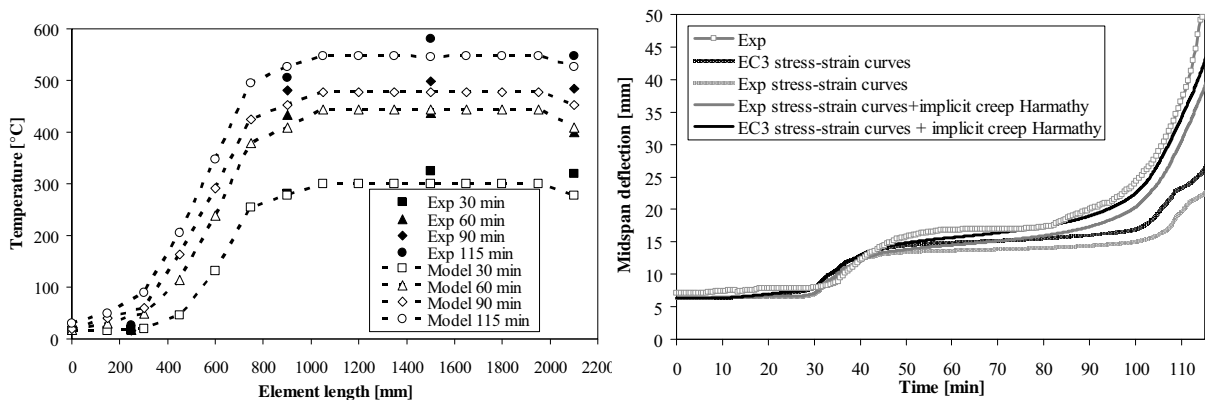 600
500
400
300
200
100
0
Temperature [°C]
0 200 400 600 800 1000 1200 1400 1600 1800 2000 2200
Element length [mm]
Exp 30 min
Exp 60 min
Exp 90 min
Exp 115 min
Model 30 min
Model 60 min
Model 90 min
Model 115 min
50
45
40
35
30
25
20
15
10
5
0
Midspan deflection [mm]
0 10 20 30 40 50 60 70 80 90 100 110
Time [min]
Exp
EC3 stress-strain curves
Exp stress-strain curves
Exp stress-strain curves+implicit creep Harmathy
EC3 stress-strain curves + implicit creep Harmathy